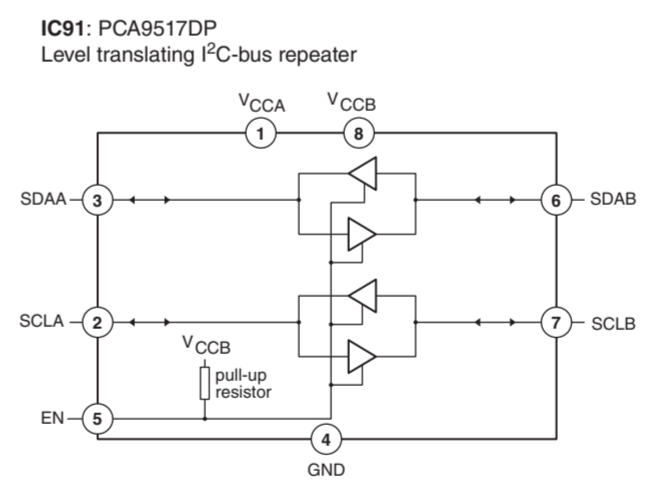 IC91: PCA9517DP
Level translating I²C-bus repeater
VCCA VCCB
1 8
SDAA 3 6 SDAB
SCLA 2 7 SCLB
VCCB
pull-up
resistor
EN 5
4
GND